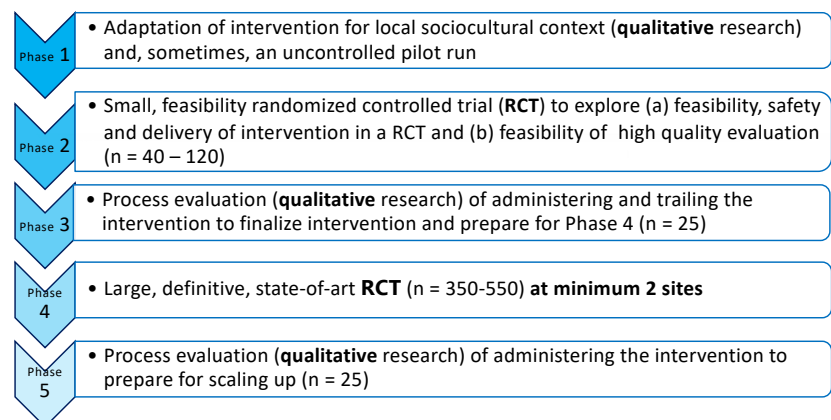 Phase 1
• Adaptation of intervention for local sociocultural context (qualitative research)
and, sometimes, an uncontrolled pilot run
Phase 2
• Small, feasibility randomized controlled trial (RCT) to explore (a) feasibility, safety
and delivery of intervention in a RCT and (b) feasibility of high quality evaluation
(n = 40 – 120)
Phase 3
• Process evaluation (qualitative research) of administering and trailing the
intervention to finalize intervention and prepare for Phase 4 (n = 25)
Phase
4
• Large, definitive, state-of-art RCT (n = 350-550) at minimum 2 sites
Phase
5
• Process evaluation (qualitative research) of administering the intervention to
prepare for scaling up (n = 25)